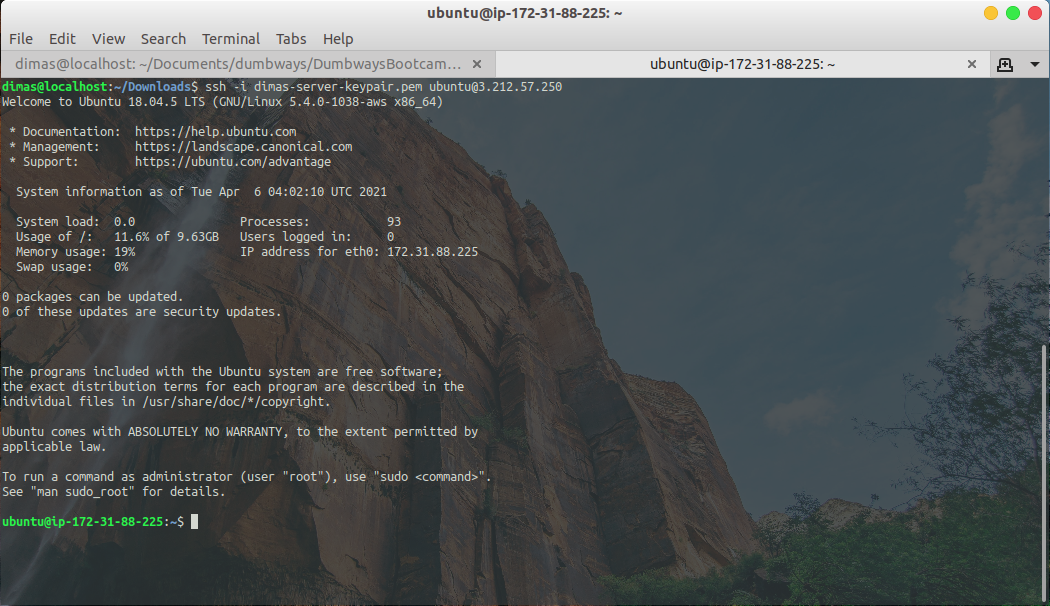 ubuntu@ip-172-31-88-225: ~
File Edit View Search Terminal Tabs Help
dimas@localhost: ~/Documents/dumbways/DumbwaysBootcam… ×
ubuntu@ip-172-31-88-225: ~ ×
dimas@localhost:~/Downloads$ ssh -i dimas-server-keypair.pem ubuntu@3.212.57.250
Welcome to Ubuntu 18.04.5 LTS (GNU/Linux 5.4.0-1038-aws x86_64)
* Documentation:  https://help.ubuntu.com
* Management:     https://landscape.canonical.com
* Support:        https://ubuntu.com/advantage
System information as of Tue Apr  6 04:02:10 UTC 2021
System load:  0.0               Processes:           93
Usage of /:   11.6% of 9.63GB   Users logged in:     0
Memory usage: 19%               IP address for eth0: 172.31.88.225
Swap usage:   0%
0 packages can be updated.
0 of these updates are security updates.
The programs included with the Ubuntu system are free software;
the exact distribution terms for each program are described in the
individual files in /usr/share/doc/*/copyright.
Ubuntu comes with ABSOLUTELY NO WARRANTY, to the extent permitted by
applicable law.
To run a command as administrator (user "root"), use "sudo <command>".
See "man sudo_root" for details.
ubuntu@ip-172-31-88-225:~$